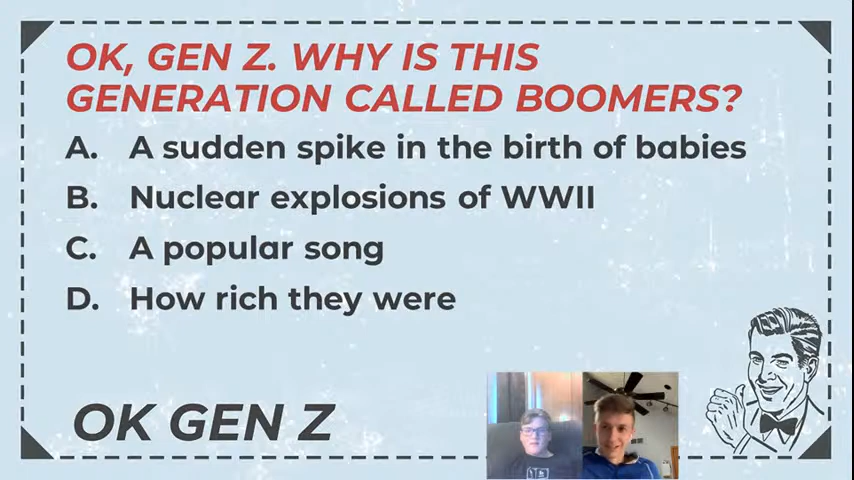 OK, GEN Z. WHY IS THIS
GENERATION CALLED BOOMERS?
A. A sudden spike in the birth of babies
B. Nuclear explosions of WWII
C. A popular song
D. How rich they were
OK GEN Z